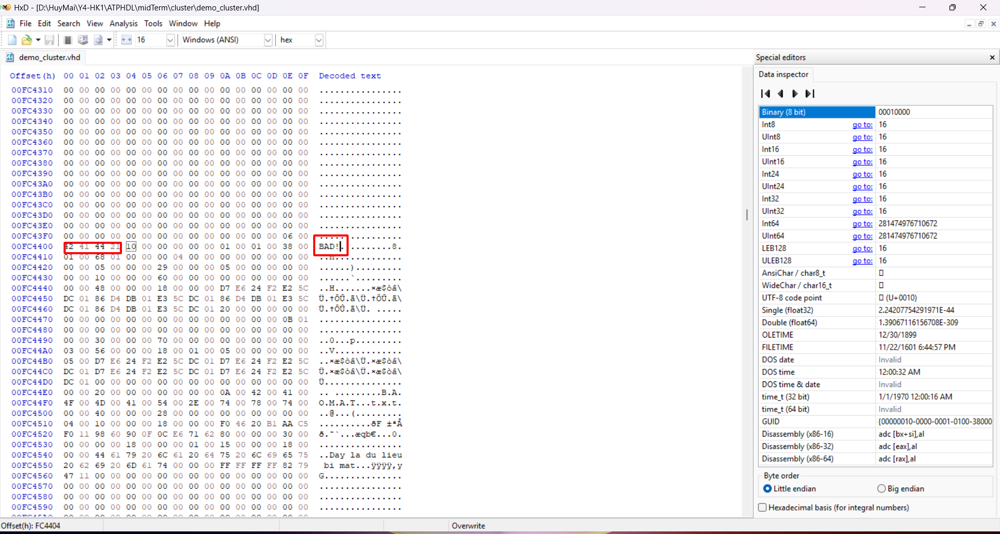 HxD - [D:\HuyMai\Y4-HK1\ATPHDL\midTerm\cluster\demo_cluster.vhd]
File Edit Search View Analysis Tools Window Help
16 Windows (ANSI) hex
demo_cluster.vhd
Offset(h) 00 01 02 03 04 05 06 07 08 09 0A 0B 0C 0D 0E 0F Decoded text
00FC4310 00 00 00 00 00 00 00 00 00 00 00 00 00 00 00 00 ................
00FC4320 00 00 00 00 00 00 00 00 00 00 00 00 00 00 00 00 ................
00FC4330 00 00 00 00 00 00 00 00 00 00 00 00 00 00 00 00 ................
00FC4340 00 00 00 00 00 00 00 00 00 00 00 00 00 00 00 00 ................
00FC4350 00 00 00 00 00 00 00 00 00 00 00 00 00 00 00 00 ................
00FC4360 00 00 00 00 00 00 00 00 00 00 00 00 00 00 00 00 ................
00FC4370 00 00 00 00 00 00 00 00 00 00 00 00 00 00 00 00 ................
00FC4380 00 00 00 00 00 00 00 00 00 00 00 00 00 00 00 00 ................
00FC4390 00 00 00 00 00 00 00 00 00 00 00 00 00 00 00 00 ................
00FC43A0 00 00 00 00 00 00 00 00 00 00 00 00 00 00 00 00 ................
00FC43B0 00 00 00 00 00 00 00 00 00 00 00 00 00 00 00 00 ................
00FC43C0 00 00 00 00 00 00 00 00 00 00 00 00 00 00 00 00 ................
00FC43D0 00 00 00 00 00 00 00 00 00 00 00 00 00 00 00 00 ................
00FC43E0 00 00 00 00 00 00 00 00 00 00 00 00 00 00 00 00 ................
00FC43F0 00 00 00 00 00 00 00 00 00 00 00 00 00 00 06 00 ................
00FC4400 42 41 44 21 10 00 00 00 00 00 01 00 01 00 38 00 BAD!..........8.
00FC4410 01 00 68 01 00 00 00 04 00 00 00 00 00 00 00 00 ..h.............
00FC4420 00 00 05 00 00 00 29 00 00 00 05 00 00 00 00 00 ......).........
00FC4430 00 00 10 00 00 00 60 00 00 00 00 00 00 00 00 00 ......`.........
00FC4440 00 00 48 00 00 00 18 00 00 00 D7 E6 24 F2 E2 5C ..H.......×æ$òâ\
00FC4450 DC 01 86 D4 DB 01 E3 5C DC 01 86 D4 DB 01 E3 5C Ü.†ÔÛ.ã\Ü.†ÔÛ.ã\
00FC4460 DC 01 86 D4 DB 01 E3 5C DC 01 20 00 00 00 00 00 Ü.†ÔÛ.ã\Ü. .....
00FC4470 00 00 00 00 00 00 00 00 00 00 00 00 00 00 0B 01 ................
00FC4480 00 00 00 00 00 00 00 00 00 00 00 00 00 00 00 00 ................
00FC4490 00 00 30 00 00 00 70 00 00 00 00 00 00 00 00 00 ..0...p.........
00FC44A0 03 00 56 00 00 00 18 00 01 00 05 00 00 00 00 00 ..V.............
00FC44B0 05 00 D7 E6 24 F2 E2 5C DC 01 D7 E6 24 F2 E2 5C ..×æ$òâ\Ü.×æ$òâ\
00FC44C0 DC 01 D7 E6 24 F2 E2 5C DC 01 D7 E6 24 F2 E2 5C Ü.×æ$òâ\Ü.×æ$òâ\
00FC44D0 DC 01 00 00 00 00 00 00 00 00 00 00 00 00 00 00 Ü...............
00FC44E0 00 00 20 00 00 00 00 00 00 00 0A 00 42 00 41 00 .. .........B.A.
00FC44F0 4F 00 4D 00 41 00 54 00 2E 00 74 00 78 00 74 00 O.M.A.T...t.x.t.
00FC4500 00 00 40 00 00 00 28 00 00 00 00 00 00 00 00 00 ..@...(.........
00FC4510 04 00 10 00 00 00 18 00 00 00 F0 46 20 B1 AA C5 ..........ðF ±ªÅ
00FC4520 F0 11 98 60 90 0F 0C E6 71 62 80 00 00 00 30 00 ð.˜`...æqb€...0.
00FC4530 00 00 00 00 18 00 00 00 01 00 15 00 00 00 18 00 ................
00FC4540 00 00 44 61 79 20 6C 61 20 64 75 20 6C 69 65 75 ..Day la du lieu
00FC4550 20 62 69 20 6D 61 74 00 00 00 FF FF FF FF 82 79  bi mat...ÿÿÿÿ‚y
00FC4560 47 11 00 00 00 00 00 00 00 00 00 00 00 00 00 00 G...............
00FC4570 00 00 00 00 00 00 00 00 00 00 00 00 00 00 00 00 ................
00FC4580 00 00 00 00 00 00 00 00 00 00 00 00 00 00 00 00 ................
00FC4590 00 00 00 00 00 00 00 00 00 00 00 00 00 00 00 00 ................
Special editors
Data inspector
Binary (8 bit) 00010000
Int8 go to: 16
UInt8 go to: 16
Int16 go to: 16
UInt16 go to: 16
Int24 go to: 16
UInt24 go to: 16
Int32 go to: 16
UInt32 go to: 16
Int64 go to: 281474976710672
UInt64 go to: 281474976710672
LEB128 go to: 16
ULEB128 go to: 16
AnsiChar / char8_t
WideChar / char16_t
UTF-8 code point (U+0010)
Single (float32) 2.24207754291971E-44
Double (float64) 1.39067116156708E-309
OLETIME 12/30/1899
FILETIME 11/22/1601 6:44:57 PM
DOS date Invalid
DOS time 12:00:32 AM
DOS time & date Invalid
time_t (32 bit) 1/1/1970 12:00:16 AM
time_t (64 bit) Invalid
GUID {00000010-0000-0001-0100-38000
Disassembly (x86-16) adc [bx+si],al
Disassembly (x86-32) adc [eax],al
Disassembly (x86-64) adc [rax],al
Byte order
Little endian Big endian
Hexadecimal basis (for integral numbers)
Offset(h): FC4404 Overwrite